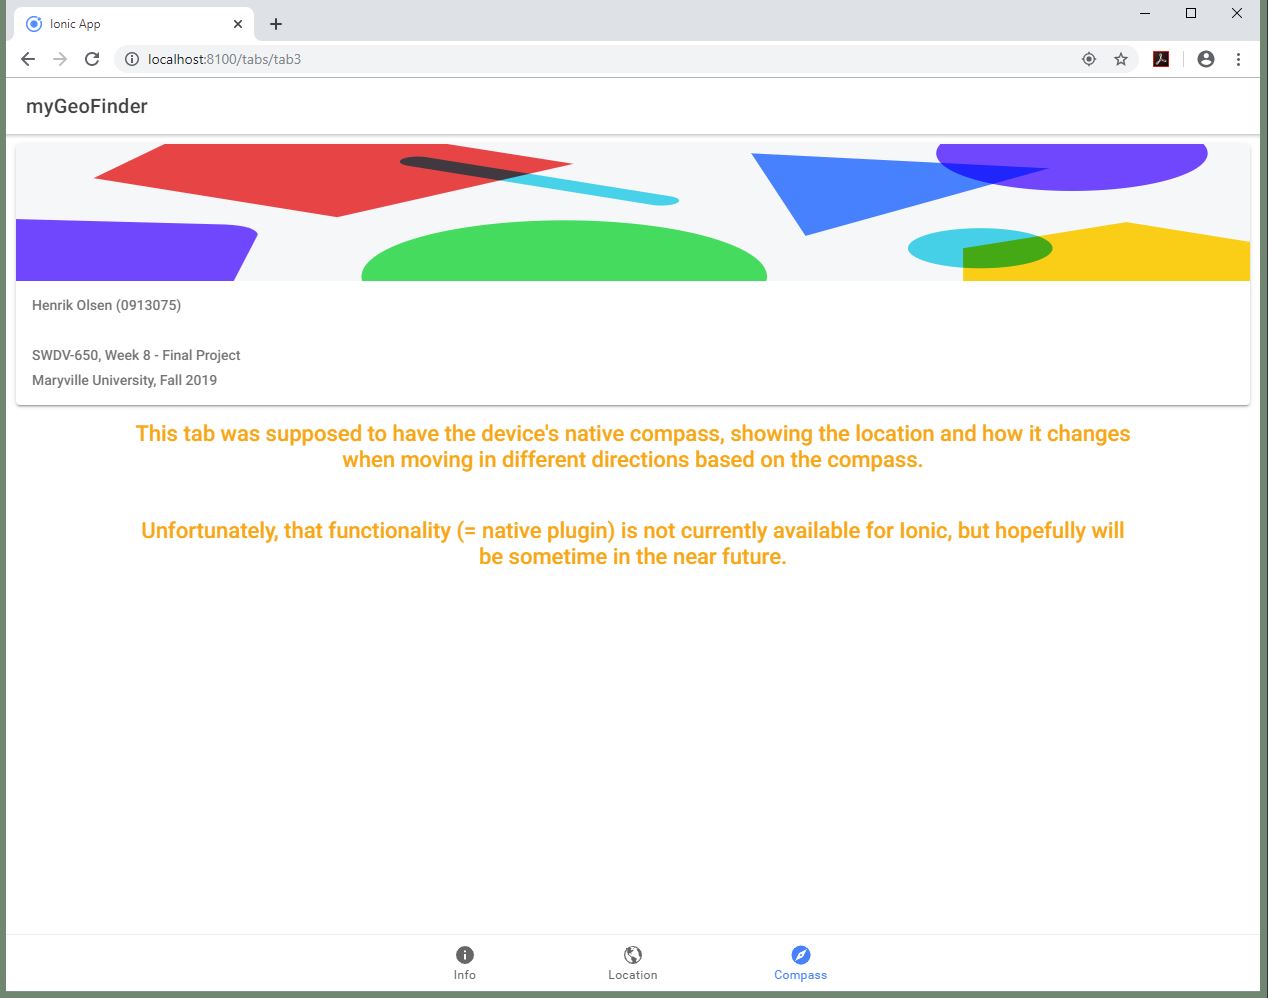 Ionic App
localhost:8100/tabs/tab3
myGeoFinder
Henrik Olsen (0913075)
SWDV-650, Week 8 - Final Project
Maryville University, Fall 2019
This tab was supposed to have the device's native compass, showing the location and how it changes
when moving in different directions based on the compass.
Unfortunately, that functionality (= native plugin) is not currently available for Ionic, but hopefully will
be sometime in the near future.
Info
Location
Compass